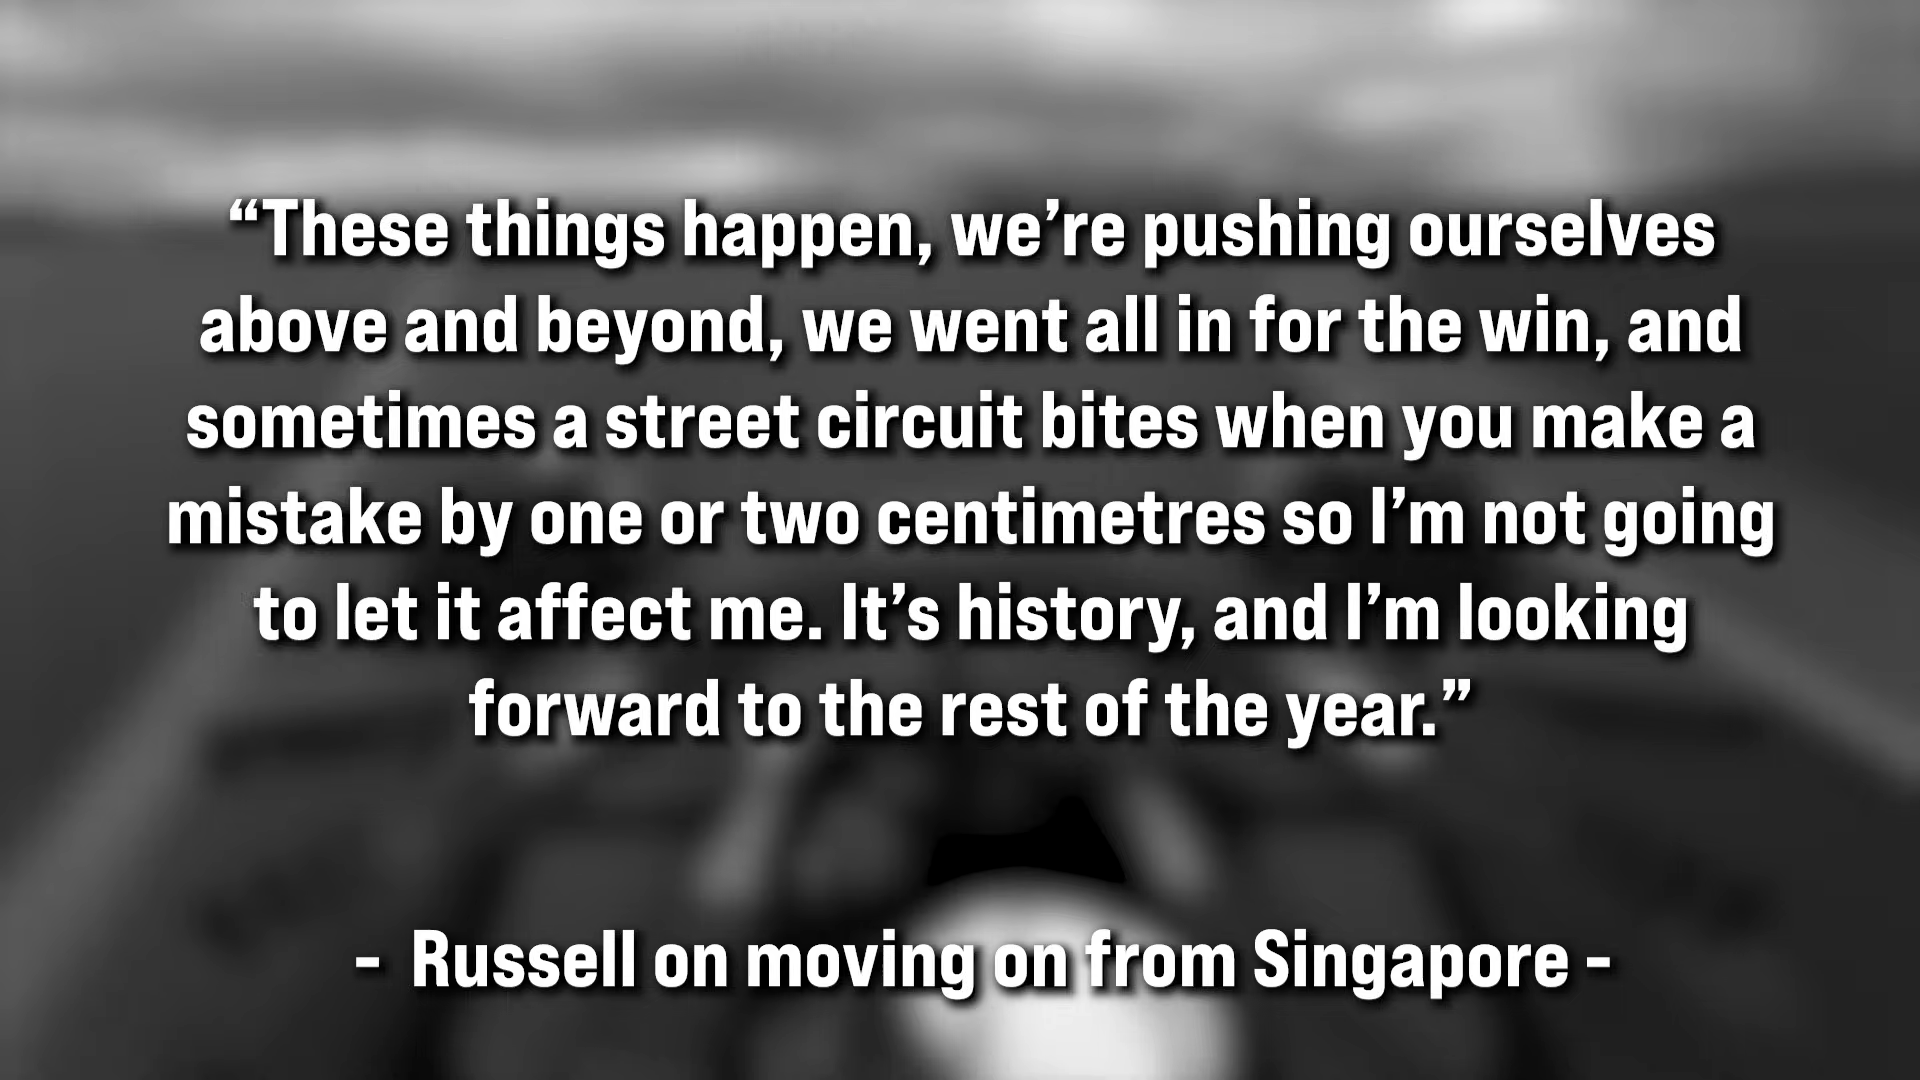 “These things happen, we’re pushing ourselves
above and beyond, we went all in for the win, and
sometimes a street circuit bites when you make a
mistake by one or two centimetres so I’m not going
to let it affect me. It’s history, and I’m looking
forward to the rest of the year.”
- Russell on moving on from Singapore -